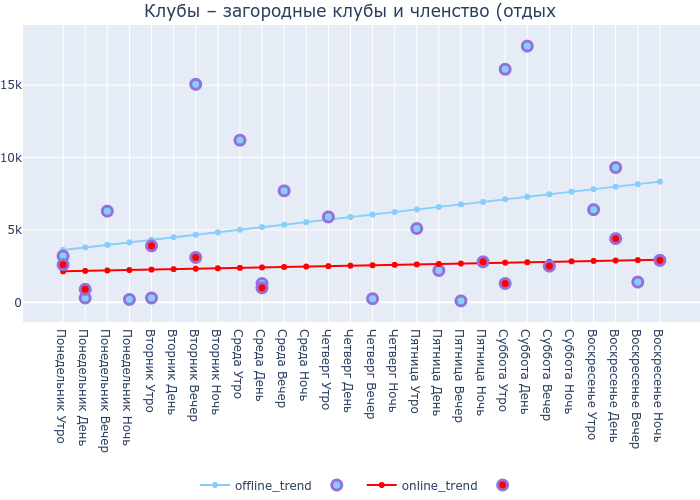 Клубы – загородные клубы и членство (отдых
15k
10k
5k
0
Понедельник Утро
Понедельник День
Понедельник Вечер
Понедельник Ночь
Вторник Утро
Вторник День
Вторник Вечер
Вторник Ночь
Среда Утро
Среда День
Среда Вечер
Среда Ночь
Четверг Утро
Четверг День
Четверг Вечер
Четверг Ночь
Пятница Утро
Пятница День
Пятница Вечер
Пятница Ночь
Суббота Утро
Суббота День
Суббота Вечер
Суббота Ночь
Воскресенье Утро
Воскресенье День
Воскресенье Вечер
Воскресенье Ночь
offline_trend online_trend